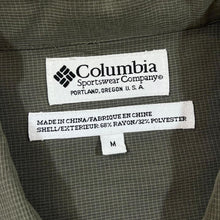 Columbia
Sportswear Company
PORTLAND, OREGON U.S.A.
MADE IN CHINA/FABRIQUE EN CHINE
SHELL/EXTERIEUR: 68% RAYON/32% POLYESTER
M